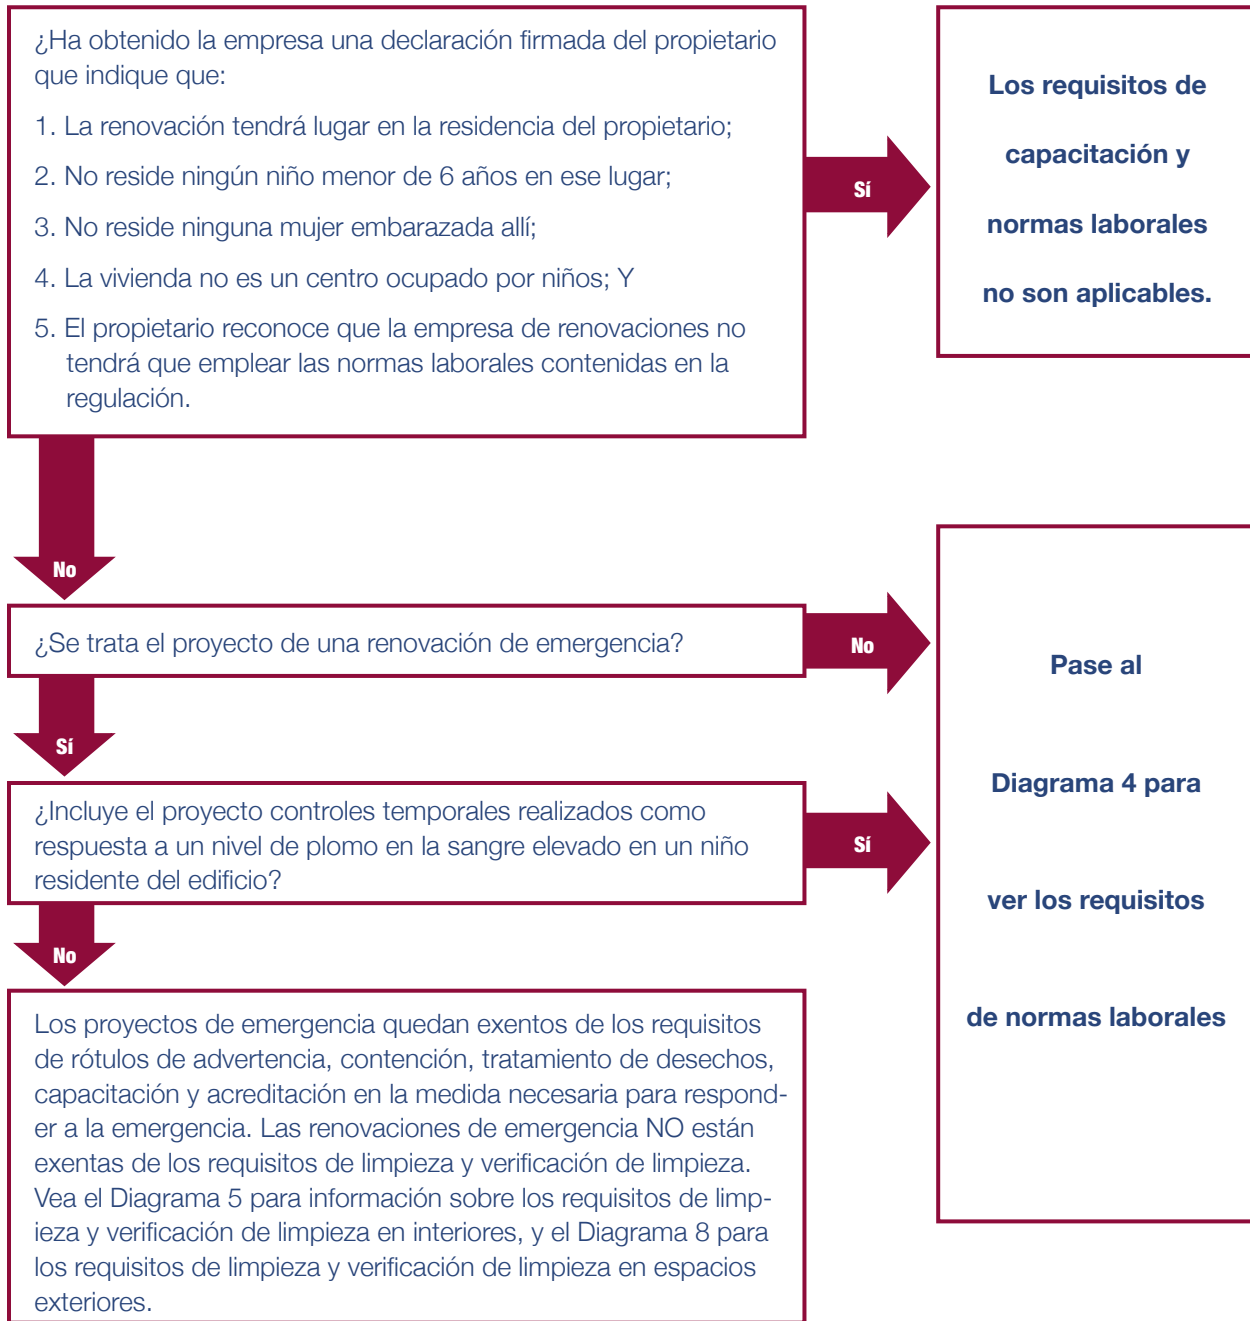 ¿Ha obtenido la empresa una declaración firmada del propietario
que indique que:
1. La renovación tendrá lugar en la residencia del propietario;
2. No reside ningún niño menor de 6 años en ese lugar;
3. No reside ninguna mujer embarazada allí;
4. La vivienda no es un centro ocupado por niños; Y
5. El propietario reconoce que la empresa de renovaciones no
tendrá que emplear las normas laborales contenidas en la
regulación.
Sí
Los requisitos de
capacitación y
normas laborales
no son aplicables.
No
¿Se trata el proyecto de una renovación de emergencia?
No
Sí
¿Incluye el proyecto controles temporales realizados como
respuesta a un nivel de plomo en la sangre elevado en un niño
residente del edificio?
Sí
Pase al
Diagrama 4 para
ver los requisitos
de normas laborales
No
Los proyectos de emergencia quedan exentos de los requisitos
de rótulos de advertencia, contención, tratamiento de desechos,
capacitación y acreditación en la medida necesaria para respond-
er a la emergencia. Las renovaciones de emergencia NO están
exentas de los requisitos de limpieza y verificación de limpieza.
Vea el Diagrama 5 para información sobre los requisitos de limp-
ieza y verificación de limpieza en interiores, y el Diagrama 8 para
los requisitos de limpieza y verificación de limpieza en espacios
exteriores.